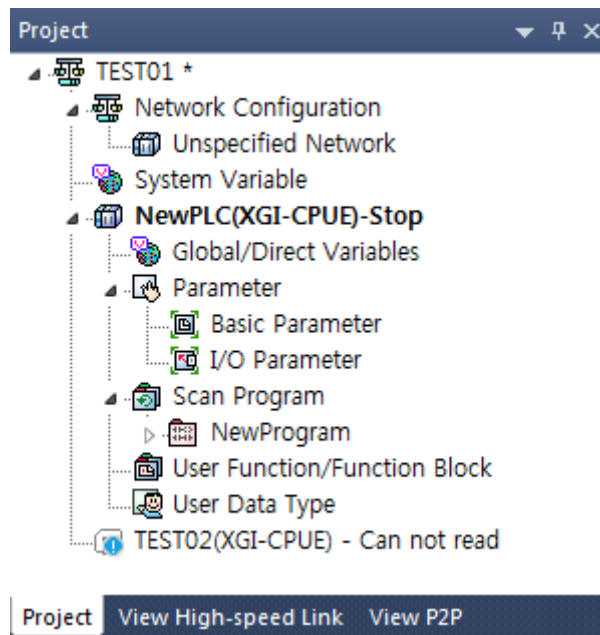 Project
TEST01 *
Network Configuration
Unspecified Network
System Variable
NewPLC(XGI-CPUE)-Stop
Global/Direct Variables
Parameter
Basic Parameter
I/O Parameter
Scan Program
NewProgram
User Function/Function Block
User Data Type
TEST02(XGI-CPUE) - Can not read
Project View High-speed Link View P2P